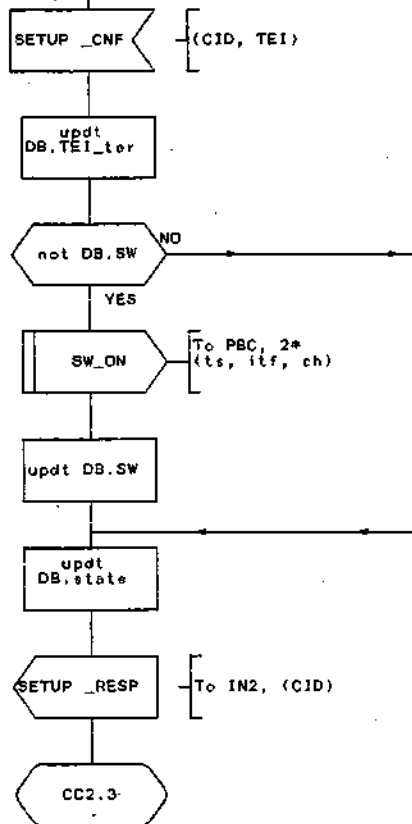 SETUP _CNF
(CID, TEI)
updt
DB.TEI_ter
not DB.SW
NO
YES
SW_ON
To PBC, 2*
(ts, itf, ch)
updt DB.SW
updt
DB.state
SETUP _RESP
To IN2, (CID)
CC2.3